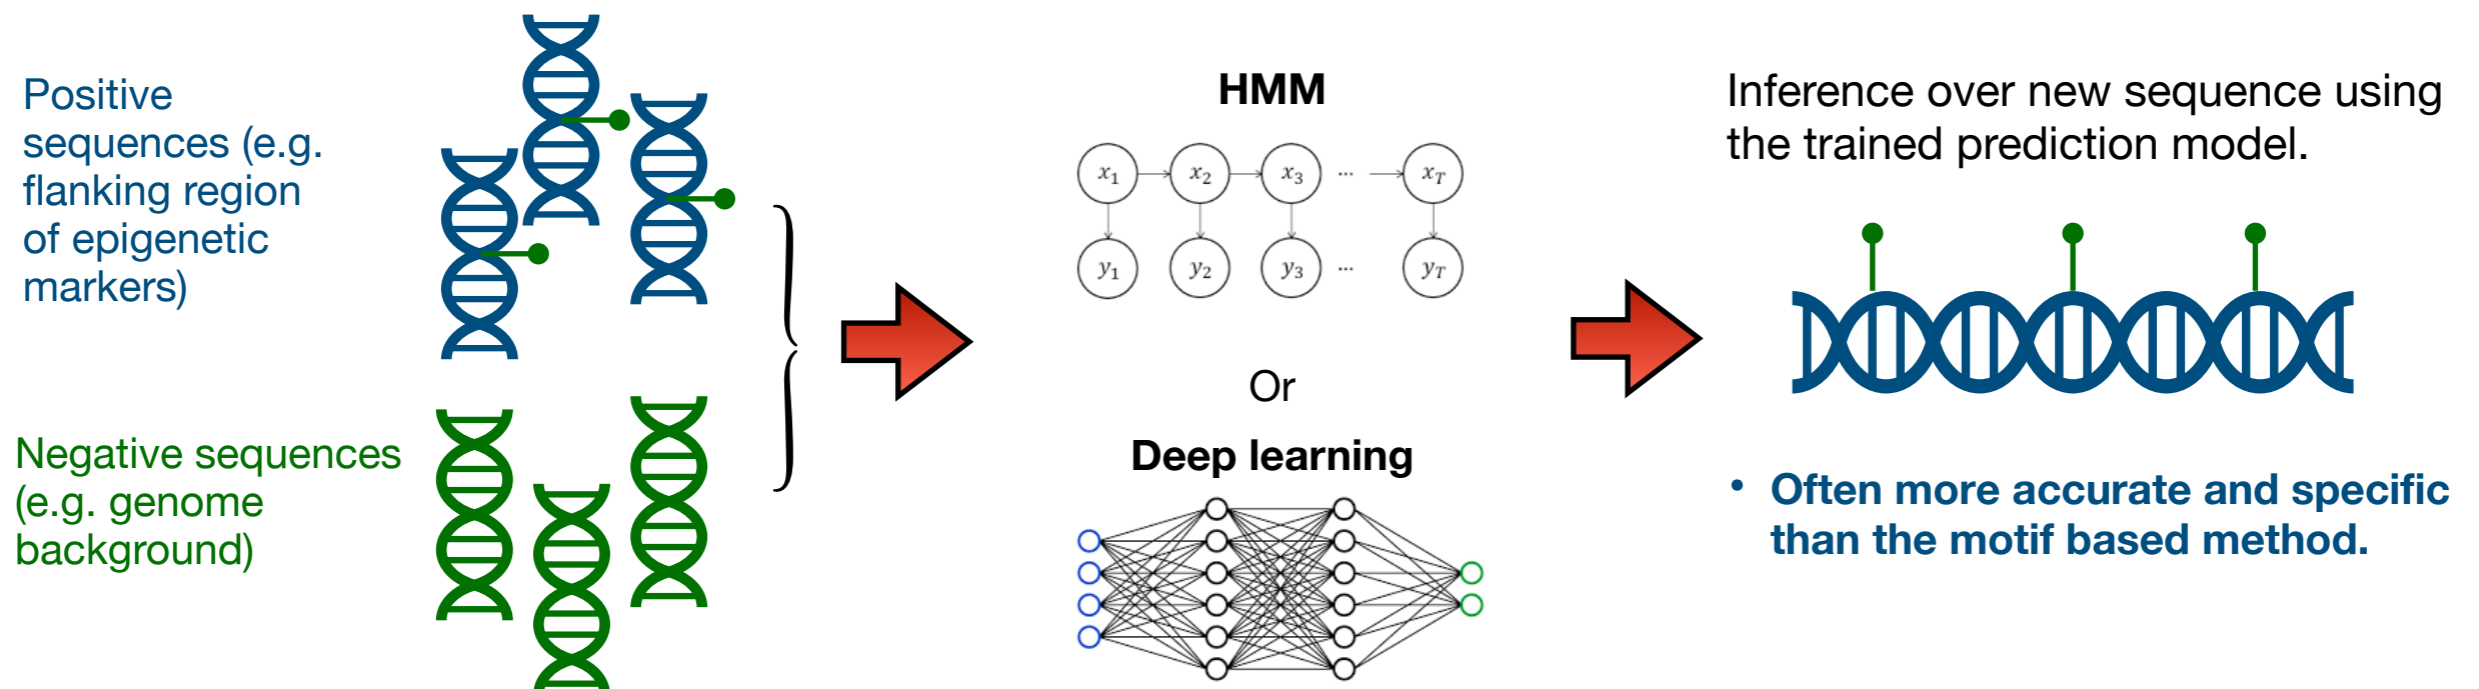 Positive
sequences (e.g.
flanking region
of epigenetic
markers)
Negative sequences
(e.g. genome
background)
HMM
x₁ x₂ x₃ ... x_T
y₁ y₂ y₃ ... y_T
Or
Deep learning
Inference over new sequence using
the trained prediction model.
• Often more accurate and specific
than the motif based method.